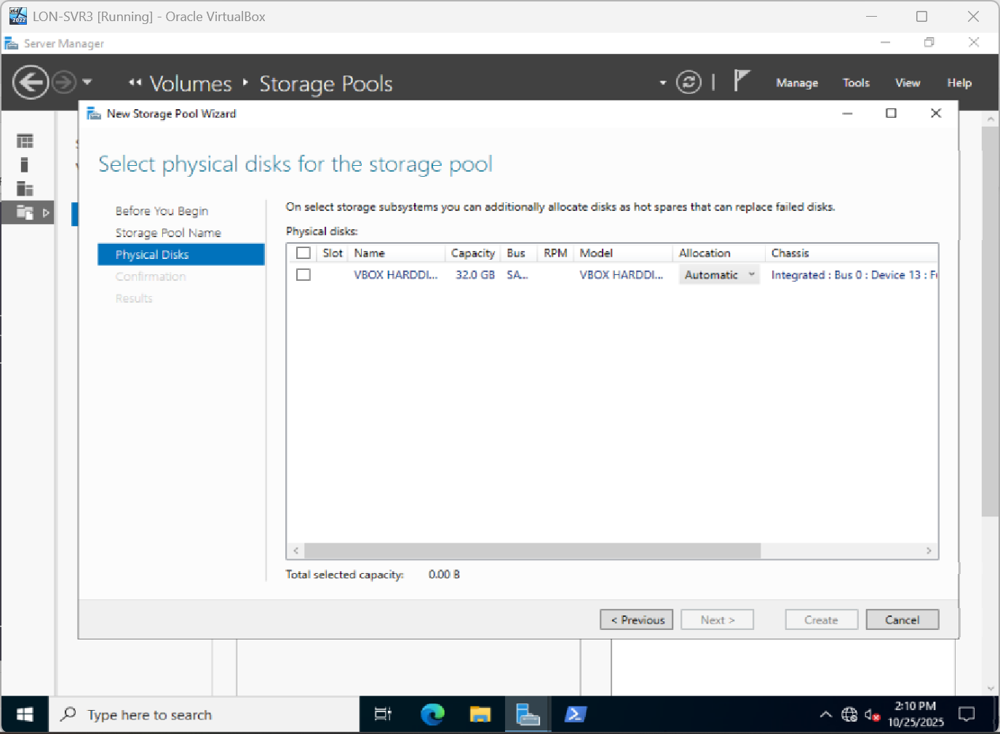 LON-SVR3 [Running] - Oracle VirtualBox
Server Manager
Volumes
Storage Pools
Manage
Tools
View
Help
New Storage Pool Wizard
Select physical disks for the storage pool
Before You Begin
Storage Pool Name
Physical Disks
Confirmation
Results
On select storage subsystems you can additionally allocate disks as hot spares that can replace failed disks.
Physical disks:
Slot Name Capacity Bus RPM Model Allocation Chassis
VBOX HARDDI... 32.0 GB SA... VBOX HARDDI... Automatic Integrated : Bus 0 : Device 13 :
Total selected capacity: 0.00 B
< Previous
Next >
Create
Cancel
Type here to search
2:10 PM
10/25/2025